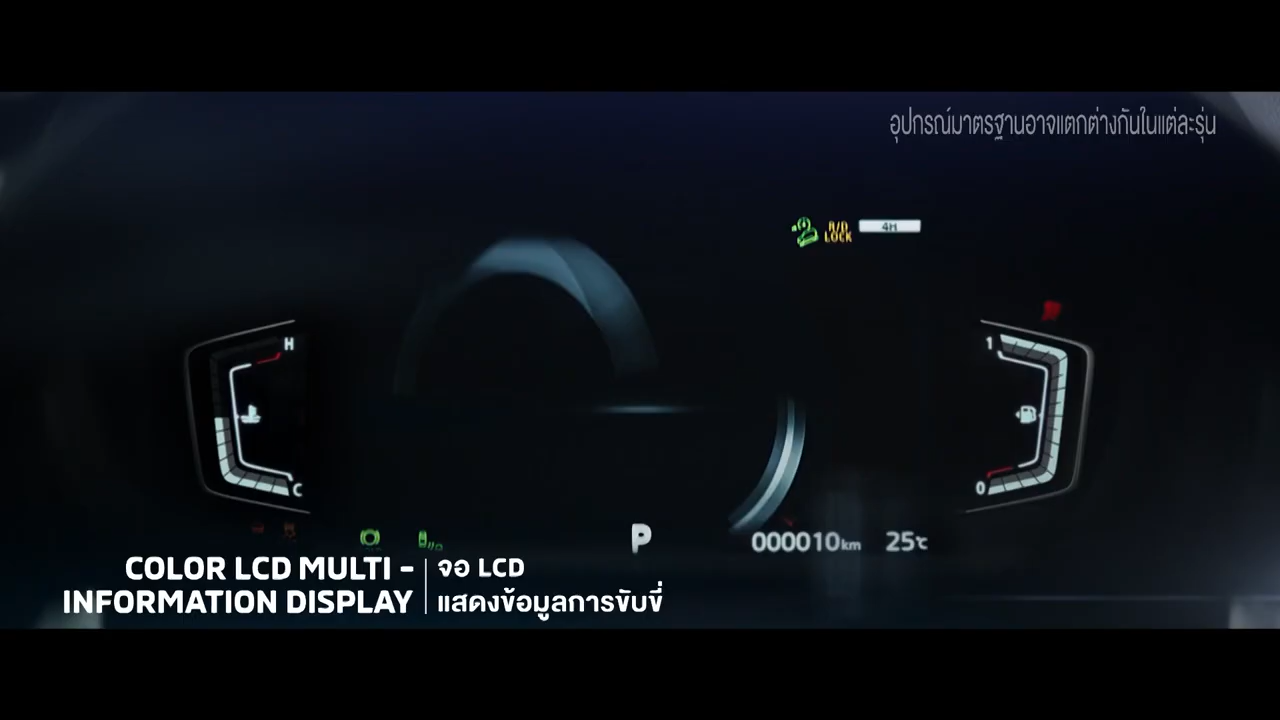 อุปกรณ์มาตรฐานอาจแตกต่างกันในแต่ละรุ่น
R/D
LOCK
4H
H
1
C
0
P
000010km
25℃
COLOR LCD MULTI -
INFORMATION DISPLAY
จอ LCD
แสดงข้อมูลการขับขี่